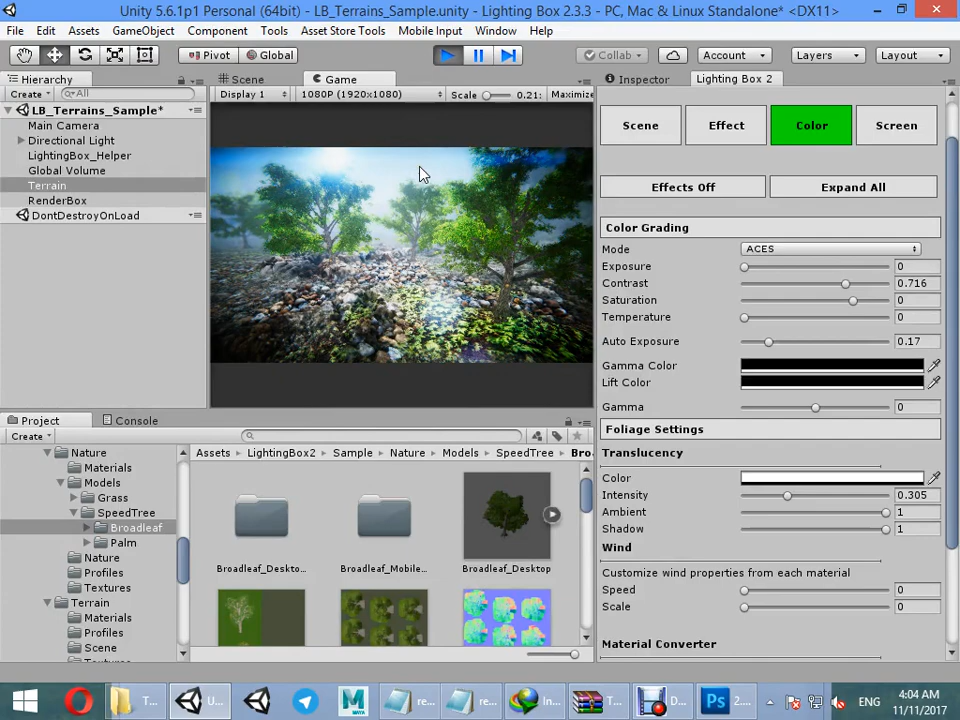 Unity 5.6.1p1 Personal (64bit) - LB_Terrains_Sample.unity - Lighting Box 2.3.3 - PC, Mac & Linux Standalone* <DX11>
File Edit Assets GameObject Component Tools Asset Store Tools Mobile Input Window Help
Pivot Global Collab Account Layers Layout
Hierarchy Scene Game Inspector Lighting Box 2
Create All Display 1 1080P (1920x1080) Scale 0.21: Maximize
LB_Terrains_Sample*
Main Camera
Directional Light
LightingBox_Helper
Global Volume
Terrain
RenderBox
DontDestroyOnLoad
Scene Effect Color Screen
Effects Off Expand All
Color Grading
Mode ACES
Exposure 0
Contrast 0.716
Saturation 0
Temperature 0
Auto Exposure 0.17
Gamma Color
Lift Color
Gamma 0
Foliage Settings
Translucency
Color
Intensity 0.305
Ambient 1
Shadow 1
Wind
Customize wind properties from each material
Speed 0
Scale 0
Material Converter
Project Console
Create
Nature
Materials
Models
Grass
SpeedTree
Broadleaf
Palm
Nature
Profiles
Textures
Terrain
Materials
Profiles
Scene
Assets LightingBox2 Sample Nature Models SpeedTree Bro
Broadleaf_Deskto... Broadleaf_Mobile... Broadleaf_Desktop
T... U... re... re... In... T... D... 2... ENG
4:04 AM
11/11/2017